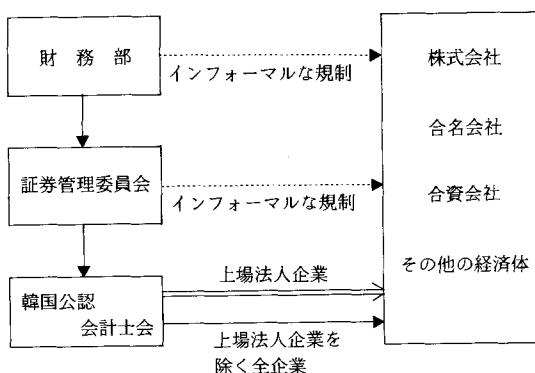 財 務 部
インフォーマルな規制
証券管理委員会
インフォーマルな規制
韓国公認
会計士会
上場法人企業
上場法人企業を
除く全企業
株式会社
合名会社
合資会社
その他の経済体